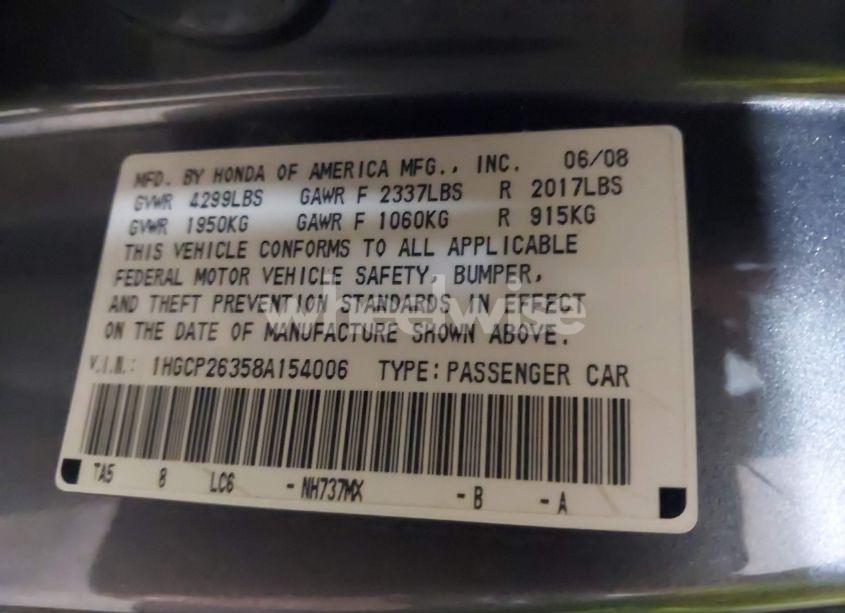 MFD. BY HONDA OF AMERICA MFG., INC. 06/08
GVWR 4299LBS GAWR F 2337LBS R 2017LBS
GVWR 1950KG GAWR F 1060KG R 915KG
THIS VEHICLE CONFORMS TO ALL APPLICABLE
FEDERAL MOTOR VEHICLE SAFETY, BUMPER,
AND THEFT PREVENTION STANDARDS IN EFFECT
ON THE DATE OF MANUFACTURE SHOWN ABOVE.
V.I.N.: 1HGCP26358A154006 TYPE: PASSENGER CAR
TA5 8 LC6 - NH737MX - B - A
wheelwise